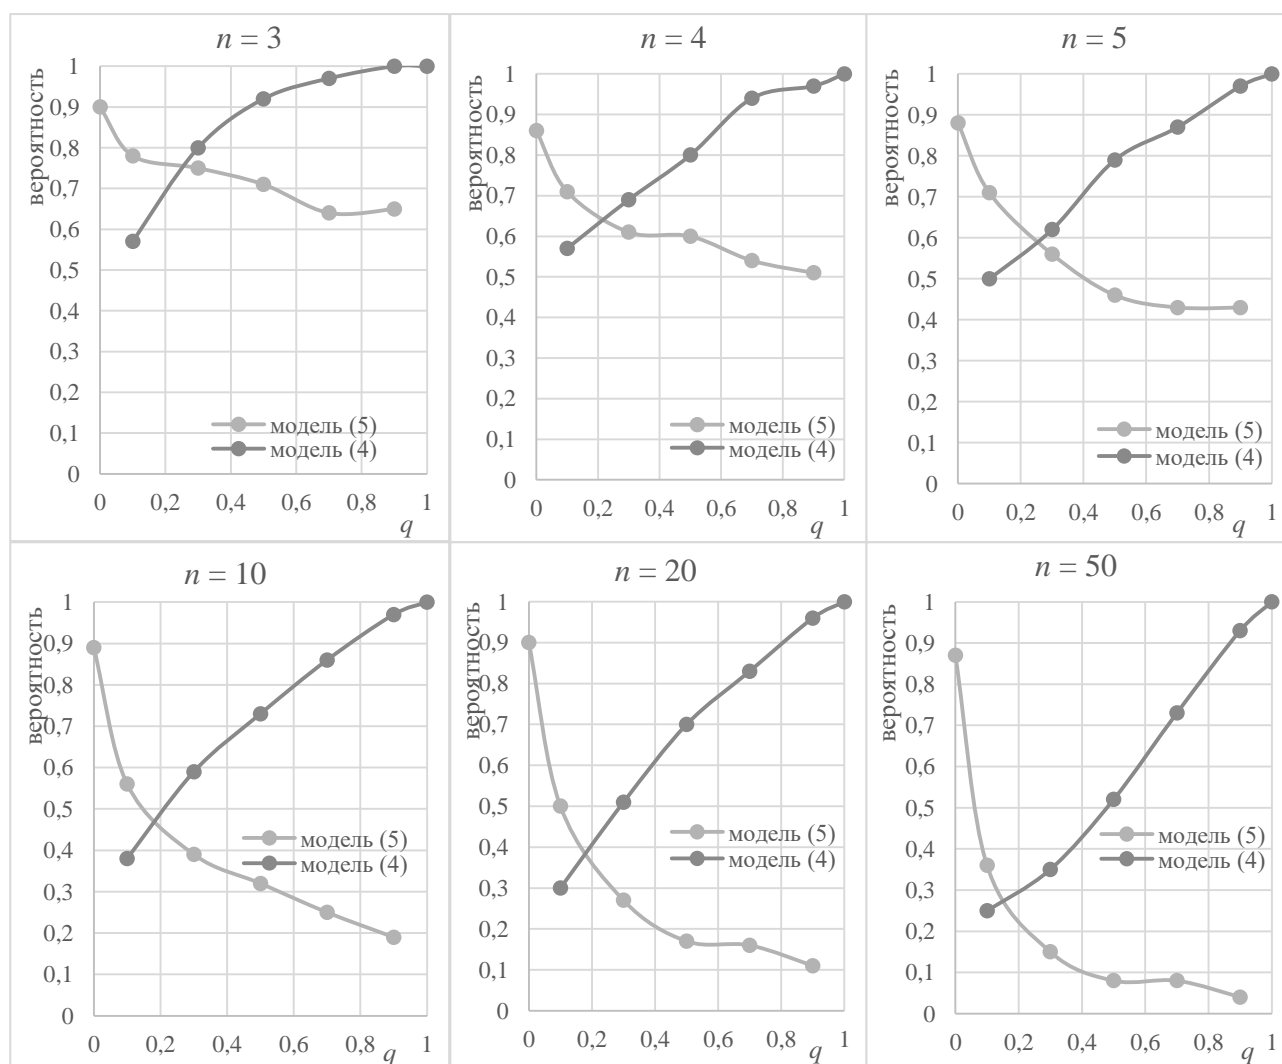 n = 3
вероятность
1
0,9
0,8
0,7
0,6
0,5
0,4
0,3
0,2
0,1
0
модель (5)
модель (4)
0 0,2 0,4 0,6 0,8 1
q
n = 4
вероятность
1
0,9
0,8
0,7
0,6
0,5
0,4
0,3
0,2
0,1
0
модель (5)
модель (4)
0 0,2 0,4 0,6 0,8 1
q
n = 5
вероятность
1
0,9
0,8
0,7
0,6
0,5
0,4
0,3
0,2
0,1
0
модель (5)
модель (4)
0 0,2 0,4 0,6 0,8 1
q
n = 10
вероятность
1
0,9
0,8
0,7
0,6
0,5
0,4
0,3
0,2
0,1
0
модель (5)
модель (4)
0 0,2 0,4 0,6 0,8 1
q
n = 20
вероятность
1
0,9
0,8
0,7
0,6
0,5
0,4
0,3
0,2
0,1
0
модель (5)
модель (4)
0 0,2 0,4 0,6 0,8 1
q
n = 50
вероятность
1
0,9
0,8
0,7
0,6
0,5
0,4
0,3
0,2
0,1
0
модель (5)
модель (4)
0 0,2 0,4 0,6 0,8 1
q